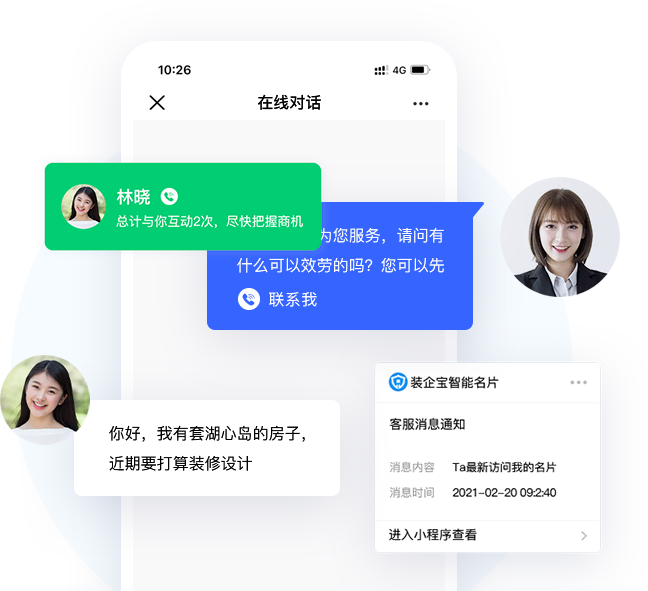 10:26
4G
在线对话
林晓
总计与你互动2次，尽快把握商机
为您服务，请问有
什么可以效劳的吗？您可以先
联系我
装企宝智能名片
客服消息通知
消息内容 Ta最新访问我的名片
消息时间 2021-02-20 09:2:40
进入小程序查看
你好，我有套湖心岛的房子，
近期要打算装修设计